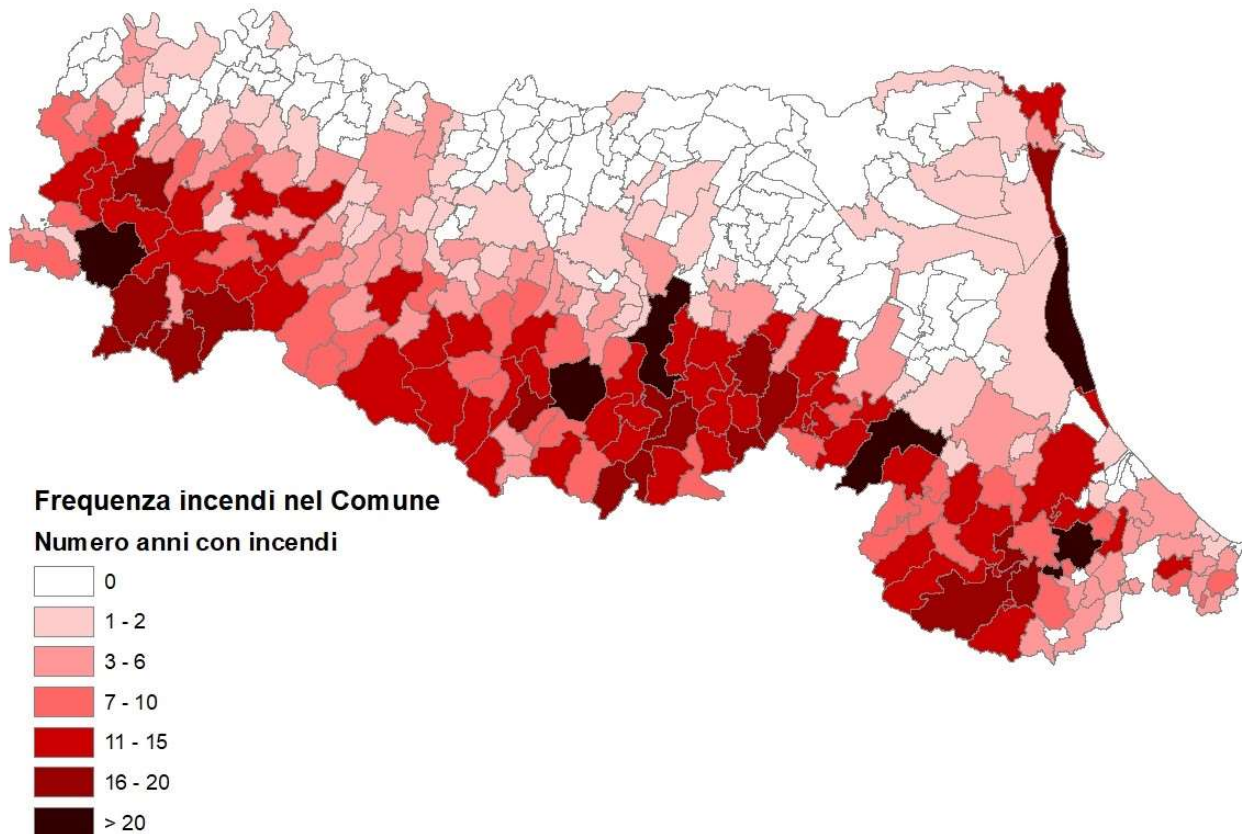 Frequenza incendi nel Comune
Numero anni con incendi
0
1 - 2
3 - 6
7 - 10
11 - 15
16 - 20
> 20